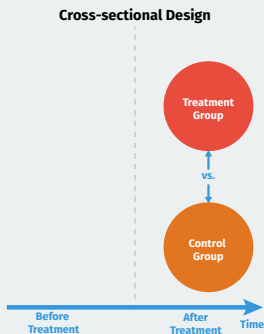 Cross-sectional Design
Treatment
Group
vs.
Control
Group
Before
Treatment
After
Treatment
Time